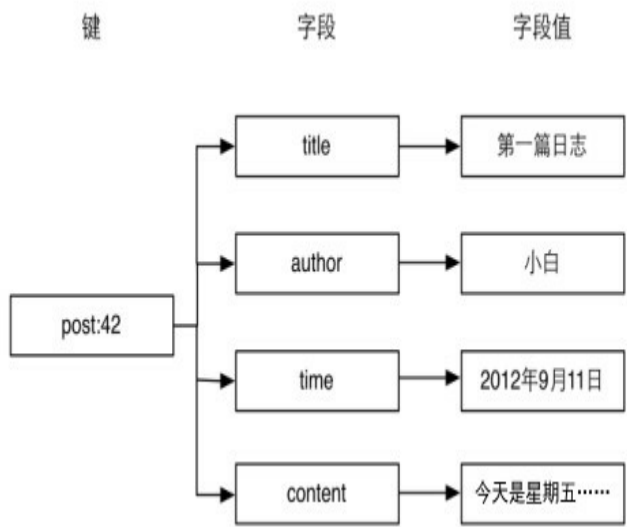 键 字段 字段值
title 第一篇日志
author 小白
post:42
time 2012年9月11日
content 今天是星期五……